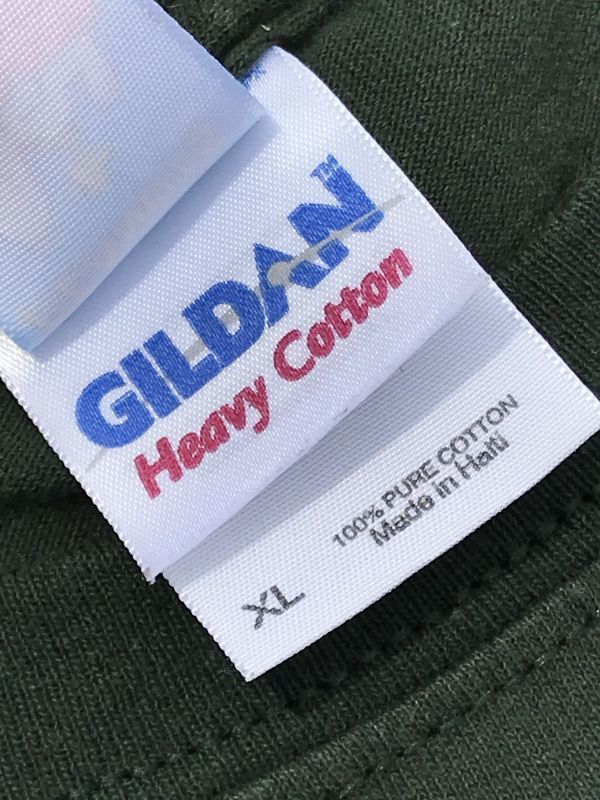 GILDAN™
Heavy Cotton
100% PURE COTTON
Made in Haiti
XL